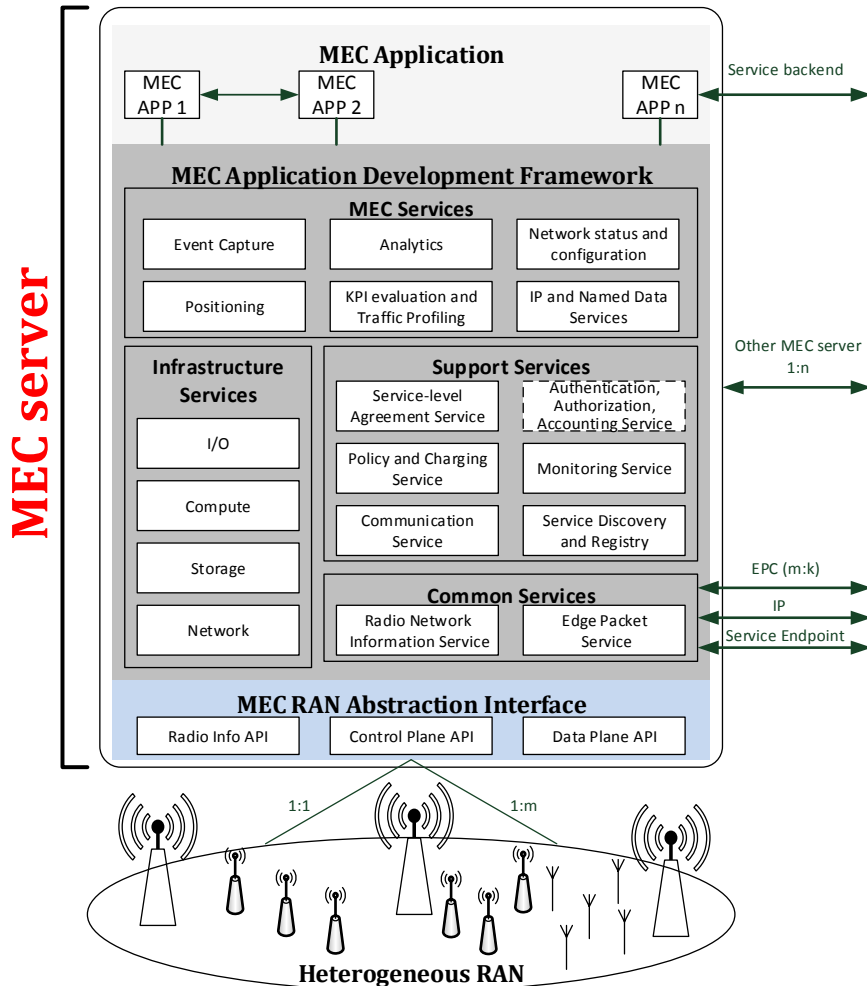 MEC server
MEC Application
MEC
APP 1
MEC
APP 2
MEC
APP n
Service backend
MEC Application Development Framework
MEC Services
Event Capture
Analytics
Network status and
configuration
Positioning
KPI evaluation and
Traffic Profiling
IP and Named Data
Services
Infrastructure
Services
I/O
Compute
Storage
Network
Support Services
Service-level
Agreement Service
Authentication,
Authorization,
Accounting Service
Policy and Charging
Service
Monitoring Service
Communication
Service
Service Discovery
and Registry
Other MEC server
1:n
Common Services
Radio Network
Information Service
Edge Packet
Service
EPC (m:k)
IP
Service Endpoint
MEC RAN Abstraction Interface
Radio Info API
Control Plane API
Data Plane API
1:1
1:m
Heterogeneous RAN